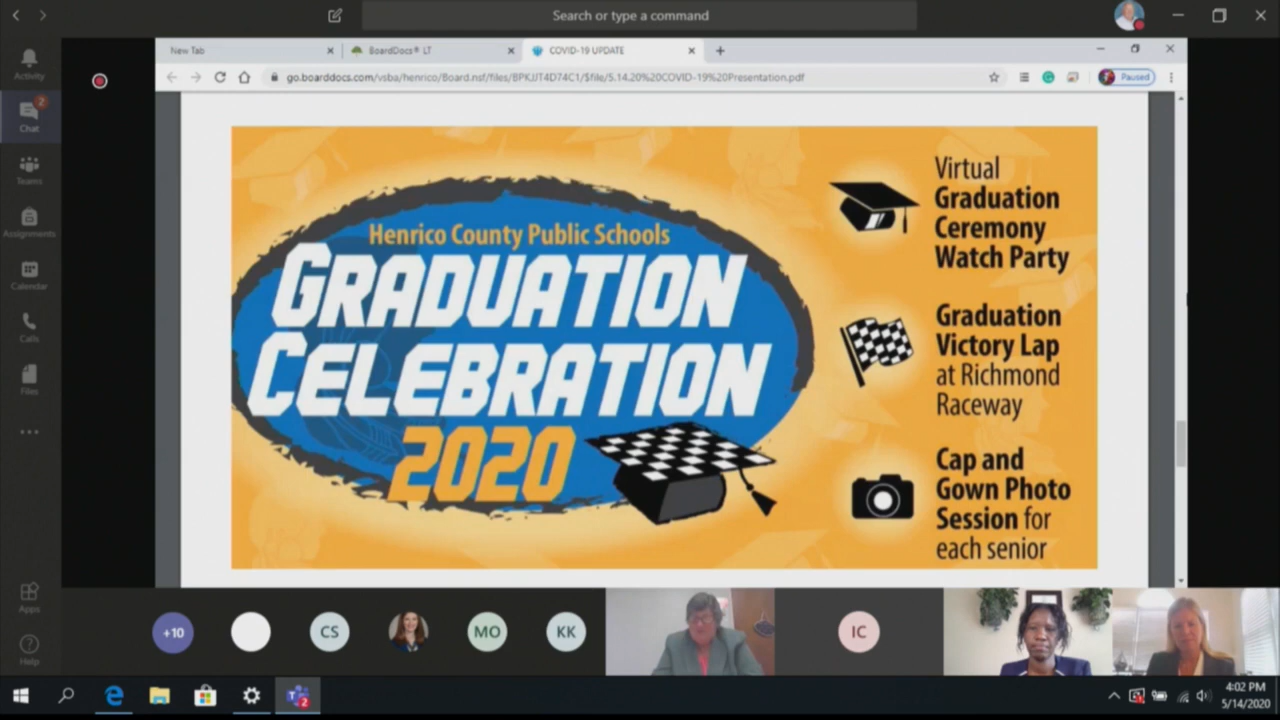 Search or type a command
Activity
2
Chat
Teams
Assignments
Calendar
Calls
Files
Apps
Help
New Tab
BoardDocs® LT
COVID-19 UPDATE
go.boarddocs.com/vsba/henrico/Board.nsf/files/BPKJJT4D74C1/$file/5.14.20%20COVID-19%20Presentation.pdf
Paused
Henrico County Public Schools
GRADUATION
CELEBRATION
2020
Virtual
Graduation
Ceremony
Watch Party
Graduation
Victory Lap
at Richmond
Raceway
Cap and
Gown Photo
Session for
each senior
+10
CS
MO
KK
IC
2
4:02 PM
5/14/2020